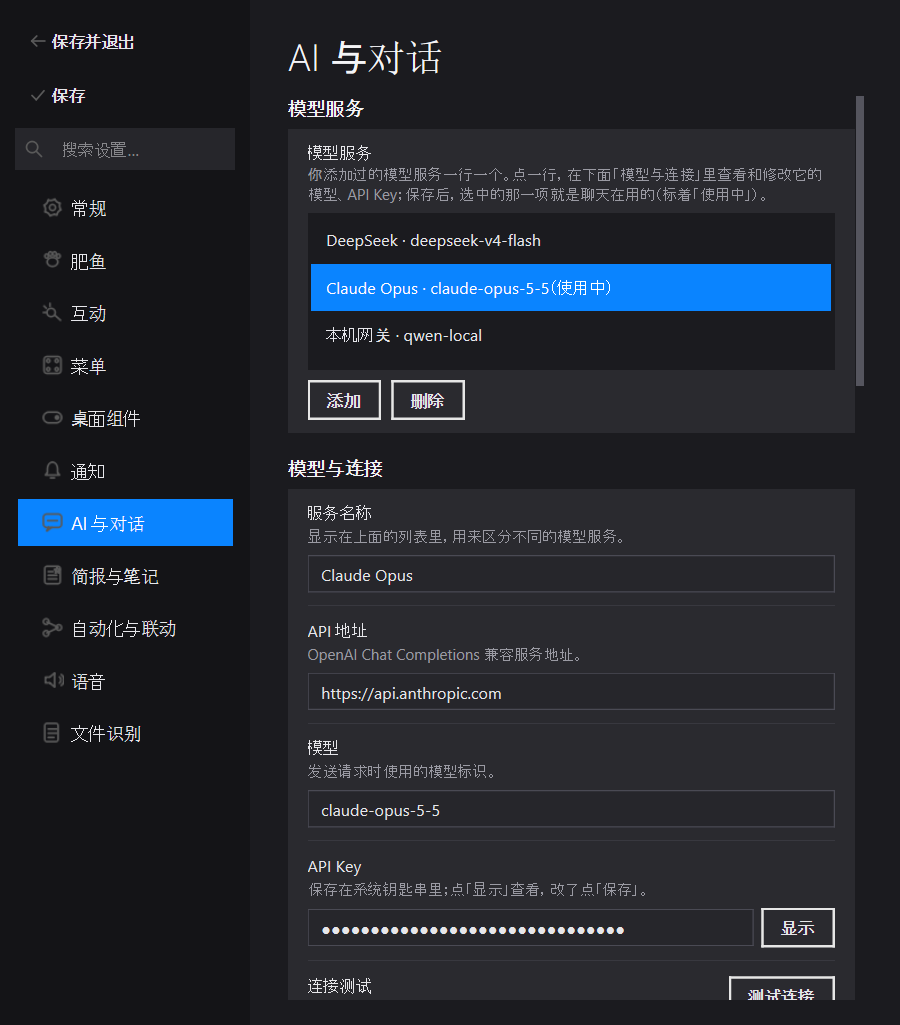 保存并退出
保存
搜索设置...
常规
肥鱼
互动
菜单
桌面组件
通知
AI 与对话
简报与笔记
自动化与联动
语音
文件识别
AI 与对话
模型服务
模型服务
你添加过的模型服务一行一个。点一行，在下面「模型与连接」里查看和修改它的
模型、API Key；保存后，选中的那一项就是聊天在用的（标着「使用中」）。
DeepSeek · deepseek-v4-flash
Claude Opus · claude-opus-5-5（使用中）
本机网关 · qwen-local
添加
删除
模型与连接
服务名称
显示在上面的列表里，用来区分不同的模型服务。
Claude Opus
API 地址
OpenAI Chat Completions 兼容服务地址。
https://api.anthropic.com
模型
发送请求时使用的模型标识。
claude-opus-5-5
API Key
保存在系统钥匙串里；点「显示」查看，改了点「保存」。
显示
连接测试
测试连接